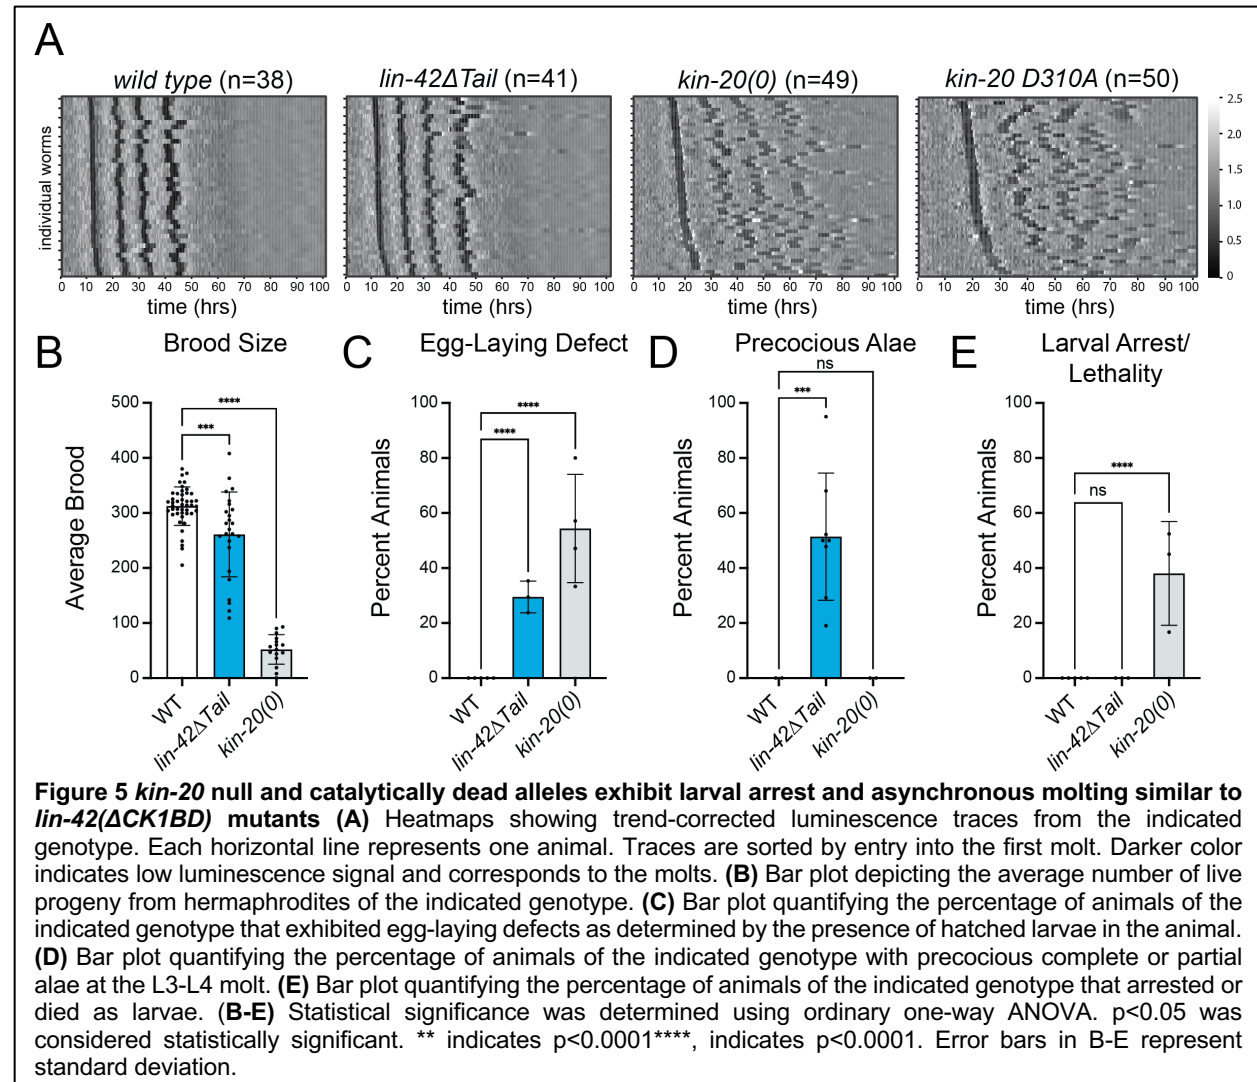 A
wild type (n=38)
lin-42ΔTail (n=41)
kin-20(0) (n=49)
kin-20 D310A (n=50)
individual worms
0 10 20 30 40 50 60 70 80 90 100
time (hrs)
0 10 20 30 40 50 60 70 80 90 100
time (hrs)
0 10 20 30 40 50 60 70 80 90 100
time (hrs)
0 10 20 30 40 50 60 70 80 90 100
time (hrs)
2.5
2.0
1.5
1.0
0.5
0
B
Brood Size
Average Brood
500
400
300
200
100
0
****
***
WT
lin-42ΔTail
kin-20(0)
C
Egg-Laying Defect
Percent Animals
100
80
60
40
20
0
****
****
WT
lin-42ΔTail
kin-20(0)
D
Precocious Alae
Percent Animals
100
80
60
40
20
0
ns
***
WT
lin-42ΔTail
kin-20(0)
E
Larval Arrest/
Lethality
Percent Animals
100
80
60
40
20
0
****
ns
WT
lin-42ΔTail
kin-20(0)
Figure 5 kin-20 null and catalytically dead alleles exhibit larval arrest and asynchronous molting similar to
lin-42(ΔCK1BD) mutants (A) Heatmaps showing trend-corrected luminescence traces from the indicated
genotype. Each horizontal line represents one animal. Traces are sorted by entry into the first molt. Darker color
indicates low luminescence signal and corresponds to the molts. (B) Bar plot depicting the average number of live
progeny from hermaphrodites of the indicated genotype. (C) Bar plot quantifying the percentage of animals of the
indicated genotype that exhibited egg-laying defects as determined by the presence of hatched larvae in the animal.
(D) Bar plot quantifying the percentage of animals of the indicated genotype with precocious complete or partial
alae at the L3-L4 molt. (E) Bar plot quantifying the percentage of animals of the indicated genotype that arrested or
died as larvae. (B-E) Statistical significance was determined using ordinary one-way ANOVA. p<0.05 was
considered statistically significant. ** indicates p<0.0001****, indicates p<0.0001. Error bars in B-E represent
standard deviation.